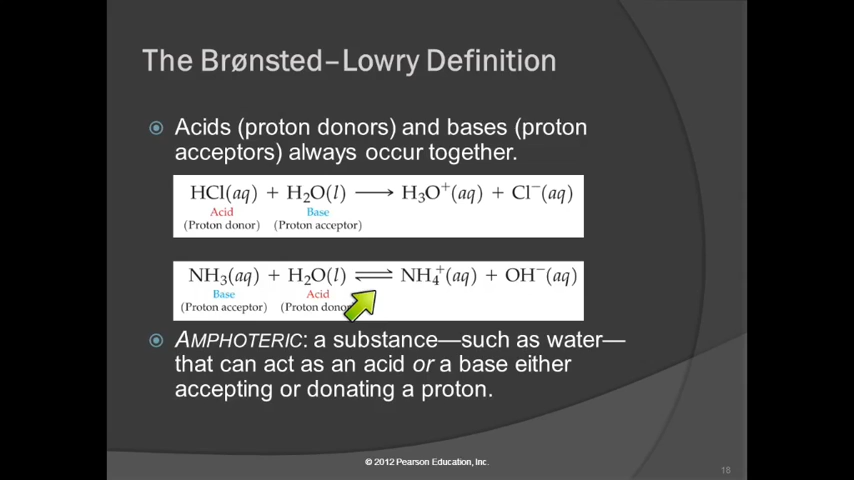 The Brønsted–Lowry Definition
Acids (proton donors) and bases (proton
acceptors) always occur together.
HCl(aq) + H₂O(l) ⟶ H₃O⁺(aq) + Cl⁻(aq)
Acid Base
(Proton donor) (Proton acceptor)
NH₃(aq) + H₂O(l) ⇌ NH₄⁺(aq) + OH⁻(aq)
Base Acid
(Proton acceptor) (Proton dono
AMPHOTERIC: a substance—such as water—
that can act as an acid or a base either
accepting or donating a proton.
© 2012 Pearson Education, Inc.
18